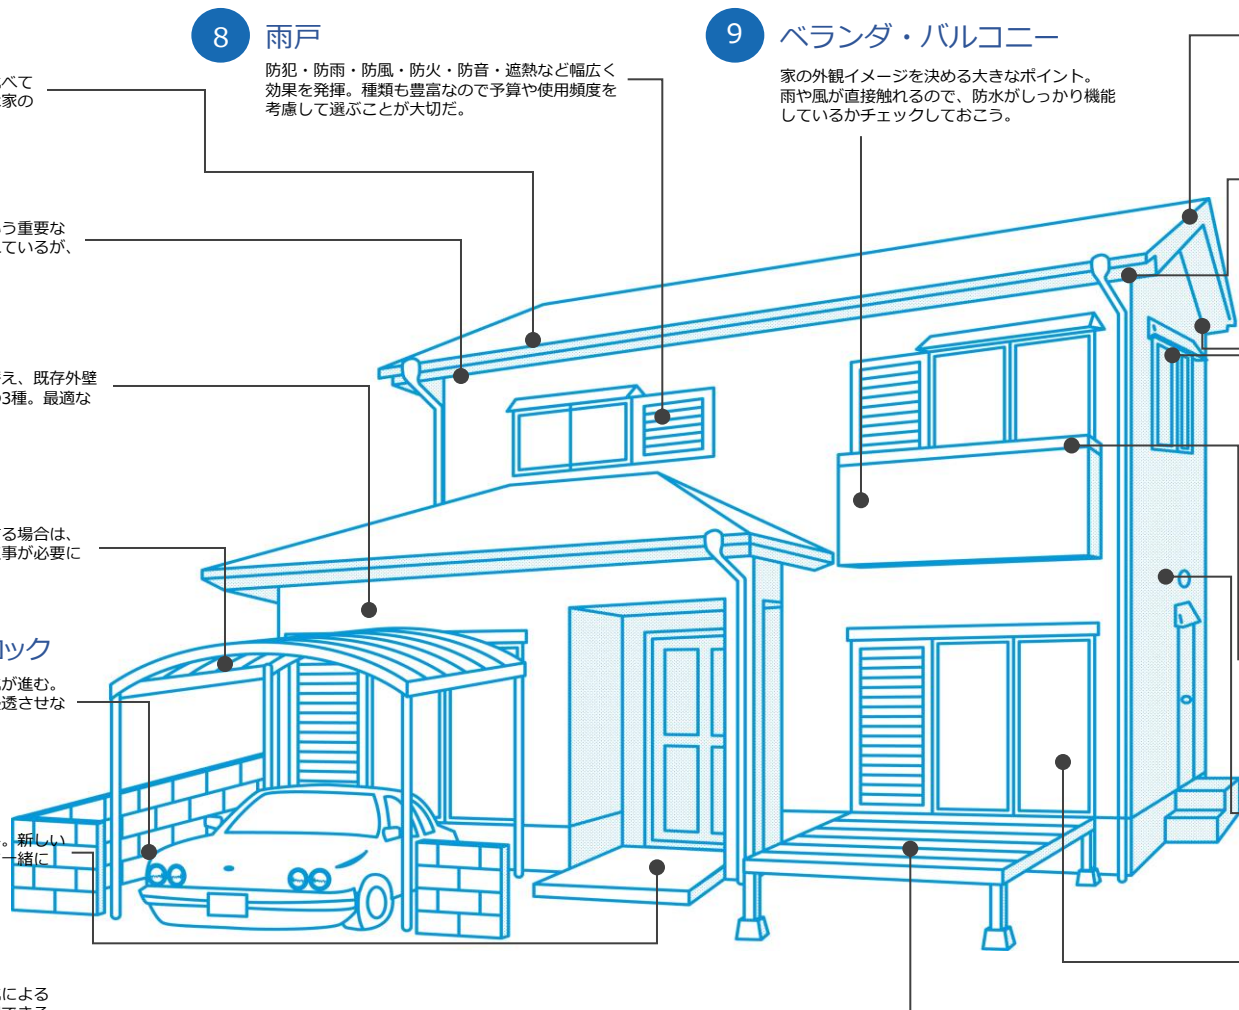 8 雨戸
防犯・防雨・防風・防火・防音・遮熱など幅広く
効果を発揮。種類も豊富なので予算や使用頻度を
考慮して選ぶことが大切だ。
9 ベランダ・バルコニー
家の外観イメージを決める大きなポイント。
雨や風が直接触れるので、防水がしっかり機能
しているかチェックしておこう。
べて
家の
う重要な
ているが、
え、既存外壁
3種。最適な
る場合は、
事が必要に
ロック
が進む。
透させな
。新しい
一緒に
による
できる